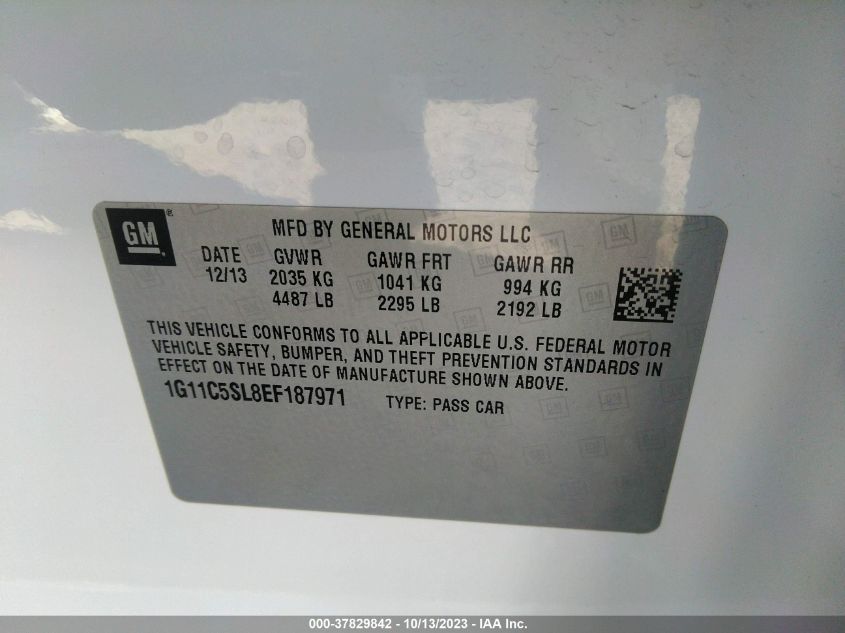 GM®
MFD BY GENERAL MOTORS LLC
DATE GVWR GAWR FRT GAWR RR
12/13 2035 KG 1041 KG 994 KG
4487 LB 2295 LB 2192 LB
THIS VEHICLE CONFORMS TO ALL APPLICABLE U.S. FEDERAL MOTOR
VEHICLE SAFETY, BUMPER, AND THEFT PREVENTION STANDARDS IN
EFFECT ON THE DATE OF MANUFACTURE SHOWN ABOVE.
1G11C5SL8EF187971 TYPE: PASS CAR
000-37829842 - 10/13/2023 - IAA Inc.